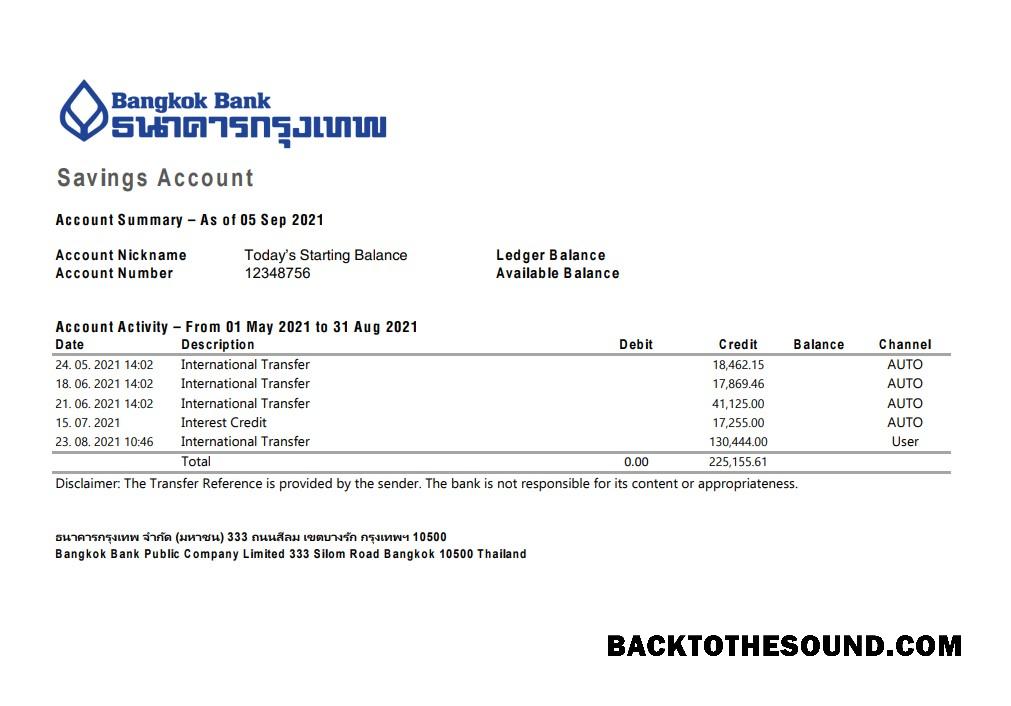 Bangkok Bank
ธนาคารกรุงเทพ
Savings Account
Account Summary – As of 05 Sep 2021
Account Nickname Today’s Starting Balance Ledger Balance
Account Number 12348756 Available Balance
Account Activity – From 01 May 2021 to 31 Aug 2021
Date Description Debit Credit Balance Channel
24. 05. 2021 14:02 International Transfer 18,462.15 AUTO
18. 06. 2021 14:02 International Transfer 17,869.46 AUTO
21. 06. 2021 14:02 International Transfer 41,125.00 AUTO
15. 07. 2021 Interest Credit 17,255.00 AUTO
23. 08. 2021 10:46 International Transfer 130,444.00 User
Total 0.00 225,155.61
Disclaimer: The Transfer Reference is provided by the sender. The bank is not responsible for its content or appropriateness.
ธนาคารกรุงเทพ จำกัด (มหาชน) 333 ถนนสีลม เขตบางรัก กรุงเทพฯ 10500
Bangkok Bank Public Company Limited 333 Silom Road Bangkok 10500 Thailand
BACKTOTHESOUND.COM